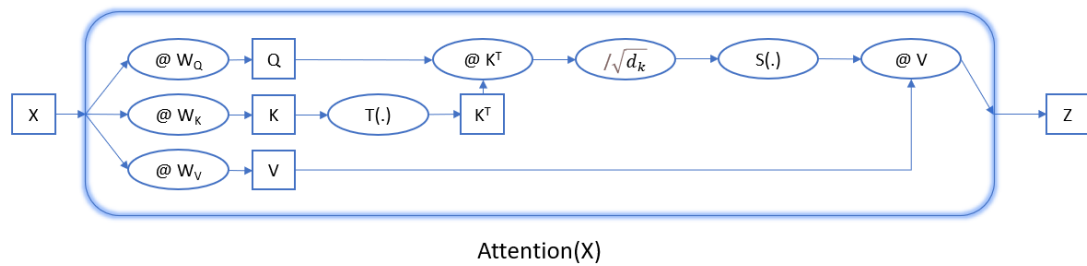 @ W_Q Q @ K^T /√d_k S(.) @ V
X @ W_K K T(.) K^T Z
@ W_V V
Attention(X)